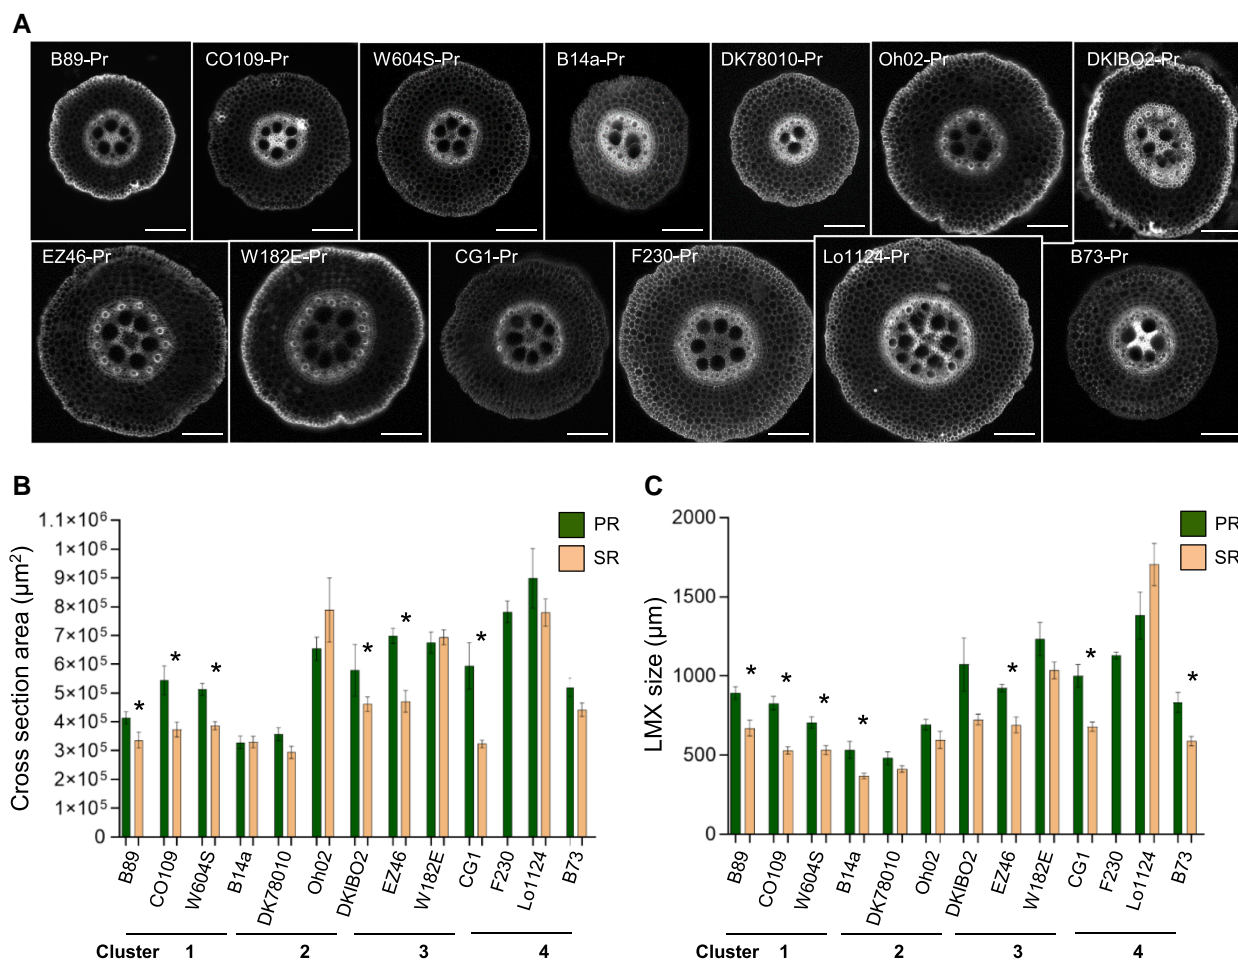 A
B89-Pr CO109-Pr W604S-Pr B14a-Pr DK78010-Pr Oh02-Pr DKIBO2-Pr
EZ46-Pr W182E-Pr CG1-Pr F230-Pr Lo1124-Pr B73-Pr
B
Cross section area (μm²)
1.1×10⁶
1×10⁶
9×10⁵
8×10⁵
7×10⁵
6×10⁵
5×10⁵
4×10⁵
3×10⁵
2×10⁵
1×10⁵
0
PR
SR
* * * * * *
B89 CO109 W604S B14a DK78010 Oh02 DKIBO2 EZ46 W182E CG1 F230 Lo1124 B73
Cluster 1 2 3 4
C
LMX size (μm)
2000
1500
1000
500
0
PR
SR
* * * * * * *
B89 CO109 W604S B14a DK78010 Oh02 DKIBO2 EZ46 W182E CG1 F230 Lo1124 B73
Cluster 1 2 3 4